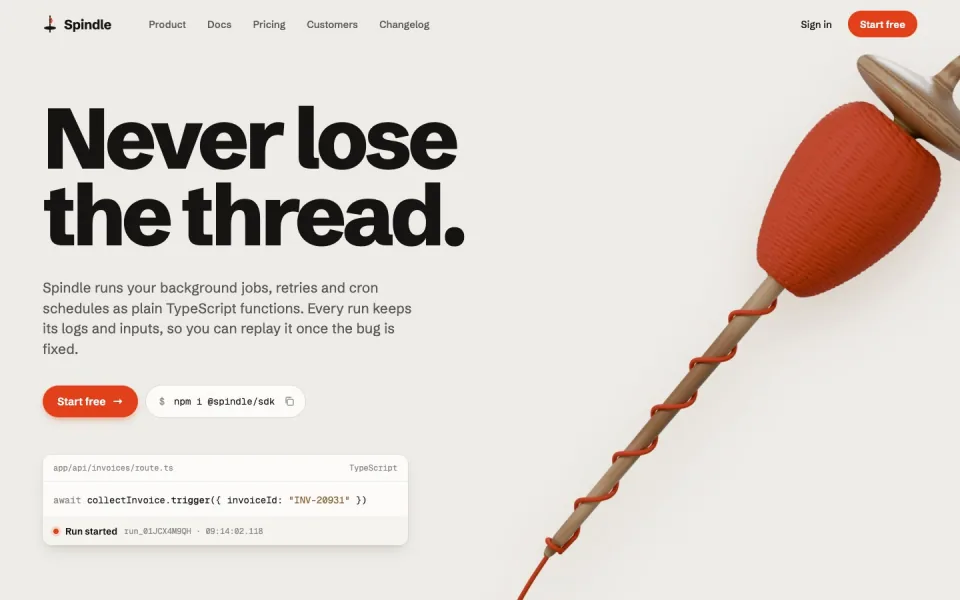 Spindle
Product
Docs
Pricing
Customers
Changelog
Sign in
Start free
Never lose
the thread.
Spindle runs your background jobs, retries and cron
schedules as plain TypeScript functions. Every run keeps
its logs and inputs, so you can replay it once the bug is
fixed.
Start free →
$ npm i @spindle/sdk
app/api/invoices/route.ts
TypeScript
await collectInvoice.trigger({ invoiceId: "INV-20931" })
Run started run_01JCX4M9QH · 09:14:02.118